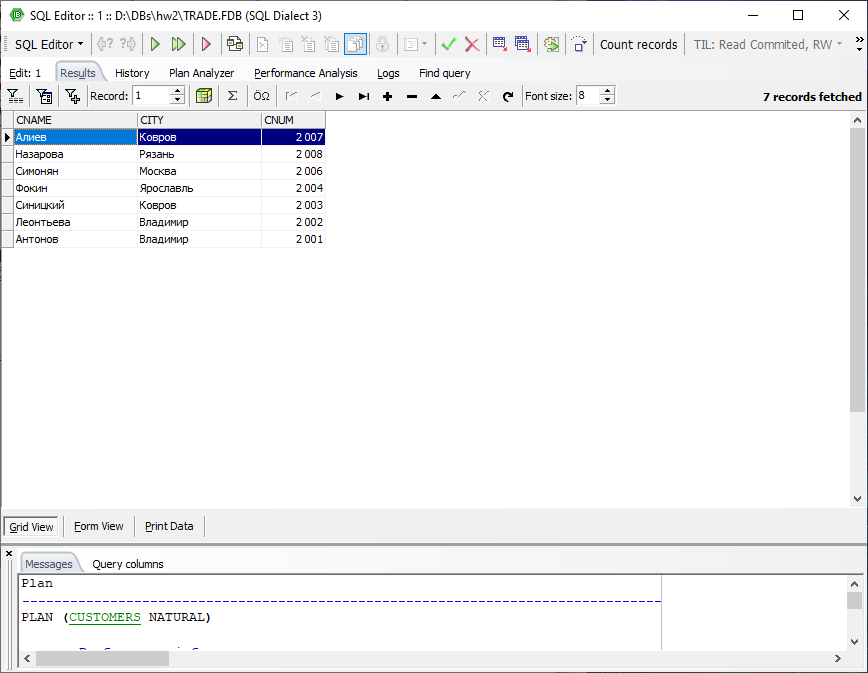 SQL Editor :: 1 :: D:\DBs\hw2\TRADE.FDB (SQL Dialect 3)
SQL Editor Count records TIL: Read Commited, RW
Edit: 1 Results History Plan Analyzer Performance Analysis Logs Find query
Record: 1 Σ ÖΩ Font size: 8 7 records fetched
CNAME CITY CNUM
Алиев Ковров 2 007
Назарова Рязань 2 008
Симонян Москва 2 006
Фокин Ярославль 2 004
Синицкий Ковров 2 003
Леонтьева Владимир 2 002
Антонов Владимир 2 001
Grid View Form View Print Data
Messages Query columns
Plan
--------------------------------------------------------------------------------
PLAN (CUSTOMERS NATURAL)